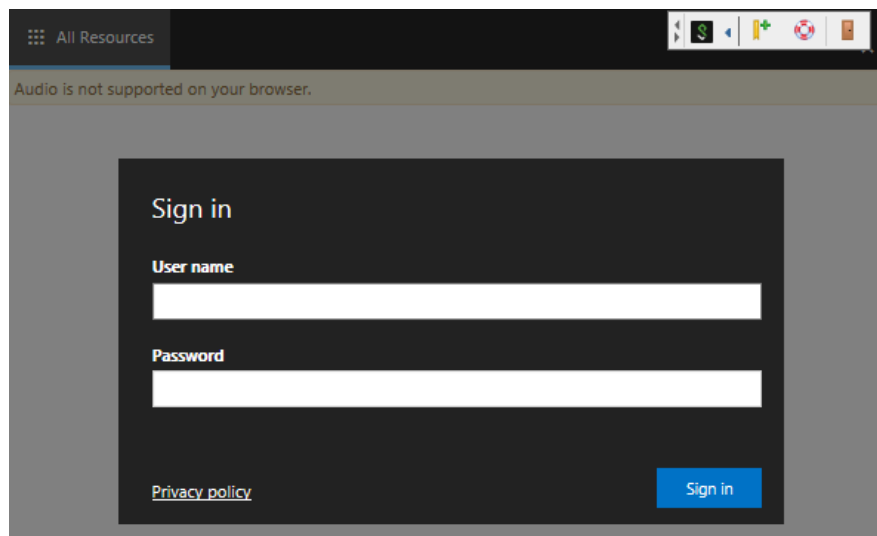 All Resources
Audio is not supported on your browser.
Sign in
User name
Password
Privacy policy
Sign in